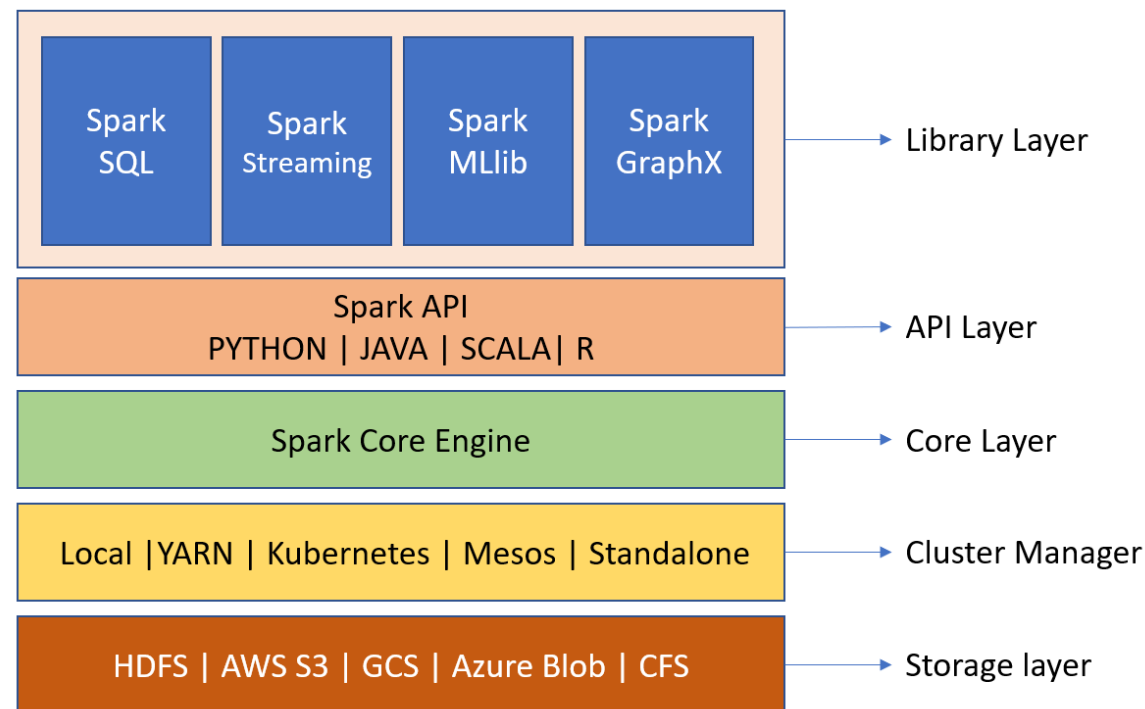 Spark
SQL
Spark
Streaming
Spark
MLlib
Spark
GraphX
Library Layer
Spark API
PYTHON | JAVA | SCALA| R
API Layer
Spark Core Engine
Core Layer
Local |YARN | Kubernetes | Mesos | Standalone
Cluster Manager
HDFS | AWS S3 | GCS | Azure Blob | CFS
Storage layer